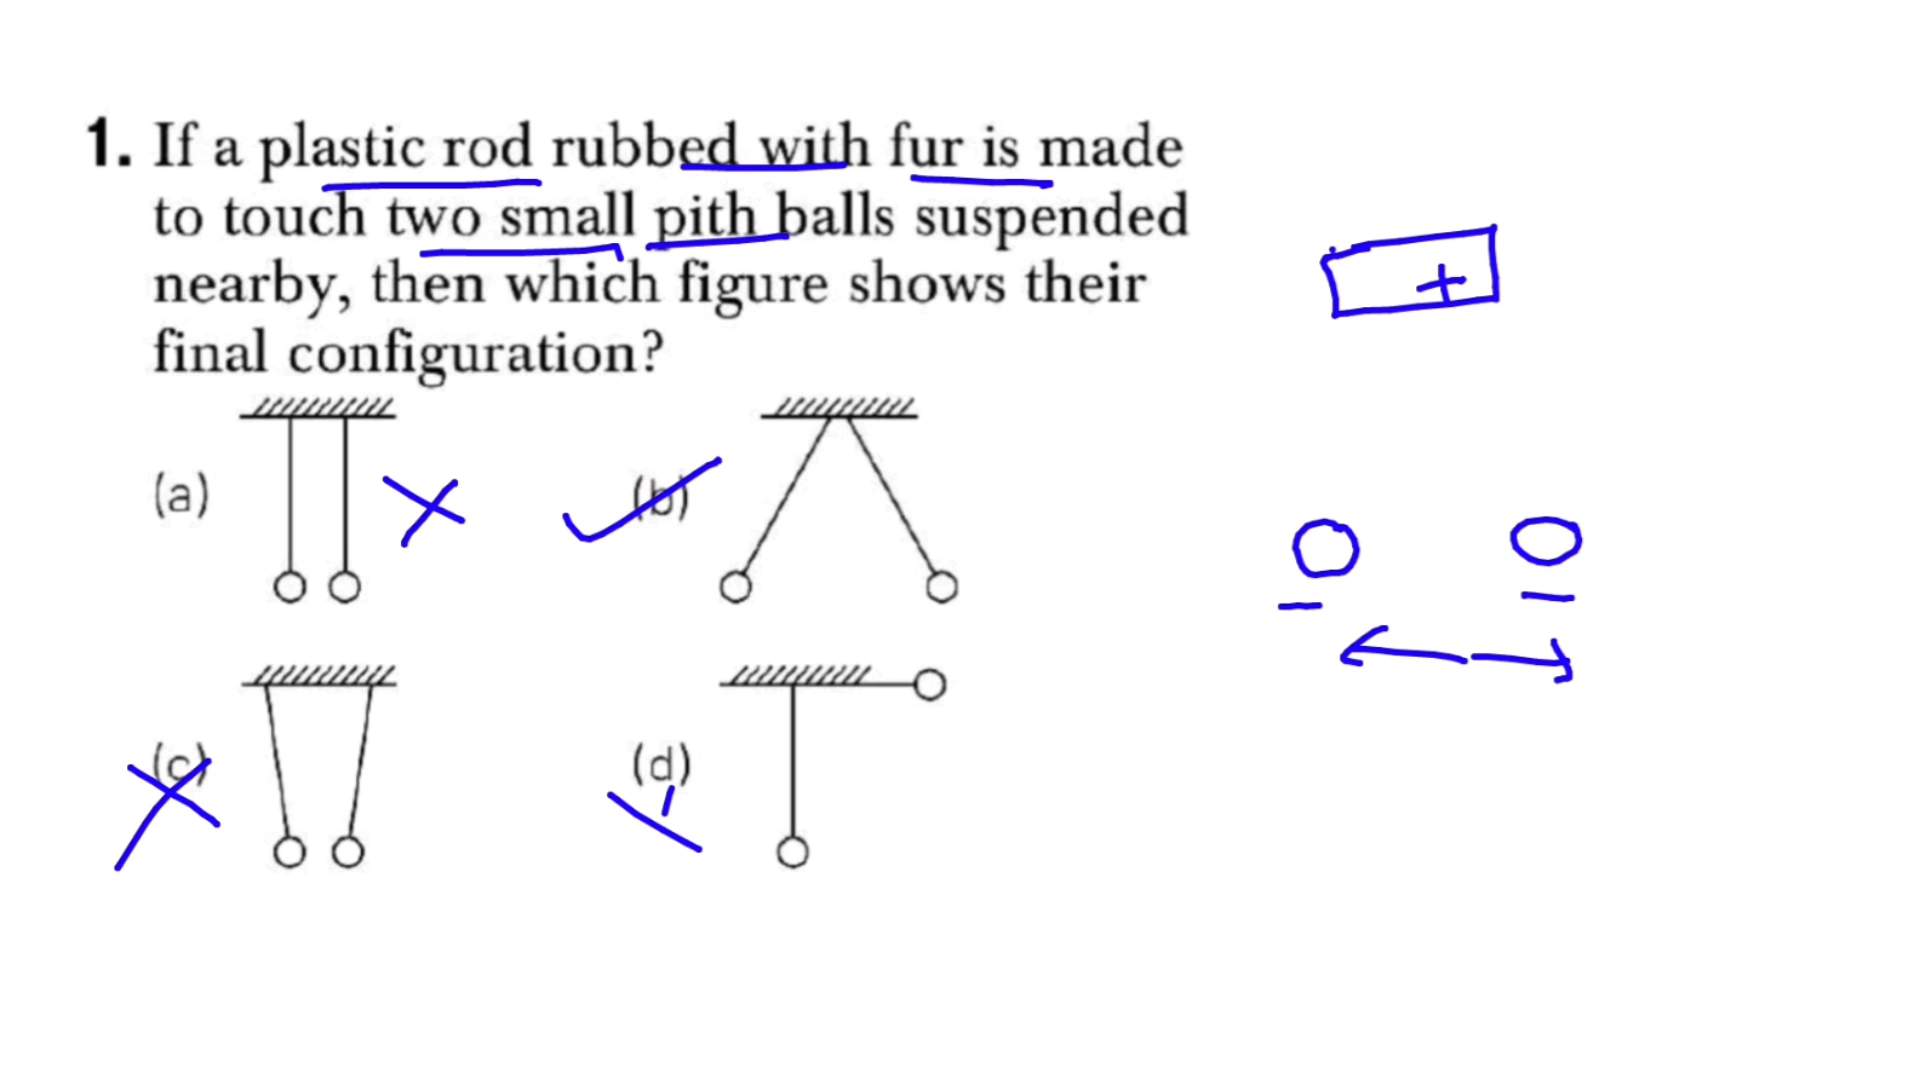 1. If a plastic rod rubbed with fur is made
to touch two small pith balls suspended
nearby, then which figure shows their
final configuration?
(a)
(b)
(c)
(d)
+